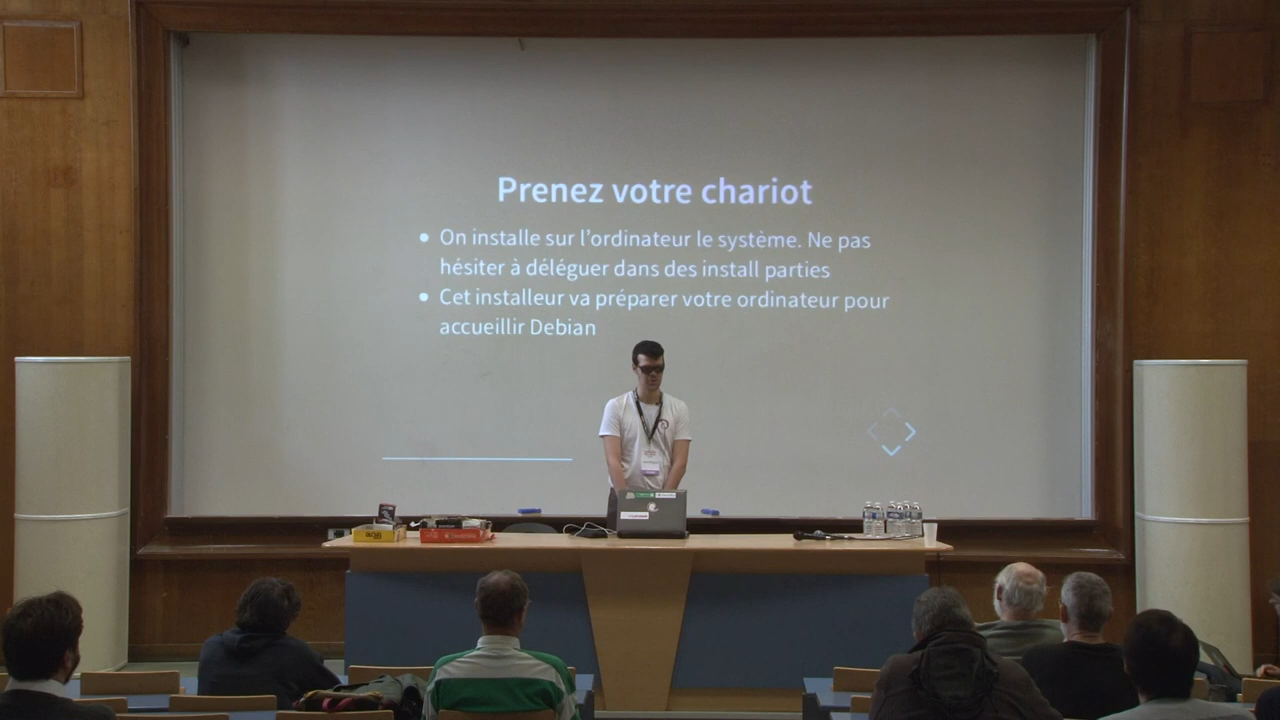 Prenez votre chariot
On installe sur l'ordinateur le système. Ne pas
hésiter à déléguer dans des install parties
Cet installeur va préparer votre ordinateur pour
accueillir Debian